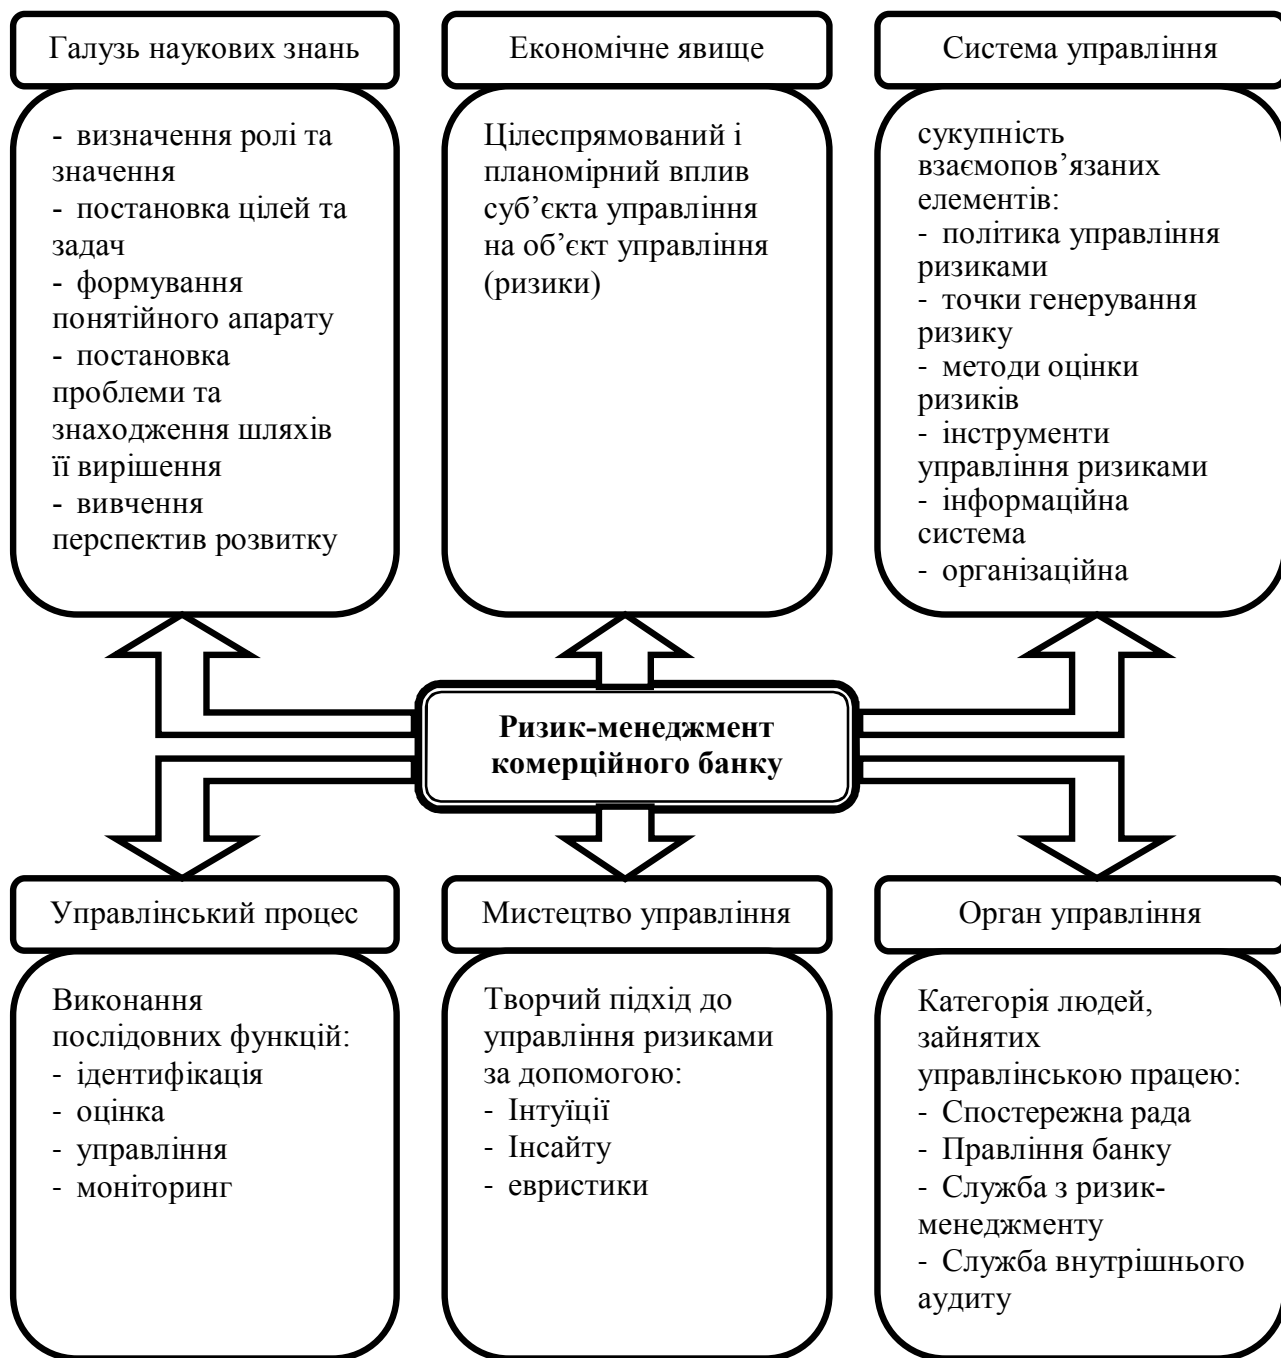 Галузь наукових знань
- визначення ролі та
значення
- постановка цілей та
задач
- формування
понятійного апарату
- постановка
проблеми та
знаходження шляхів
її вирішення
- вивчення
перспектив розвитку
Економічне явище
Цілеспрямований і
планомірний вплив
суб’єкта управління
на об’єкт управління
(ризики)
Система управління
сукупність
взаємопов’язаних
елементів:
- політика управління
ризиками
- точки генерування
ризику
- методи оцінки
ризиків
- інструменти
управління ризиками
- інформаційна
система
- організаційна
Ризик-менеджмент
комерційного банку
Управлінський процес
Виконання
послідовних функцій:
- ідентифікація
- оцінка
- управління
- моніторинг
Мистецтво управління
Творчий підхід до
управління ризиками
за допомогою:
- Інтуїції
- Інсайту
- евристики
Орган управління
Категорія людей,
зайнятих
управлінською працею:
- Спостережна рада
- Правління банку
- Служба з ризик-
менеджменту
- Служба внутрішнього
аудиту